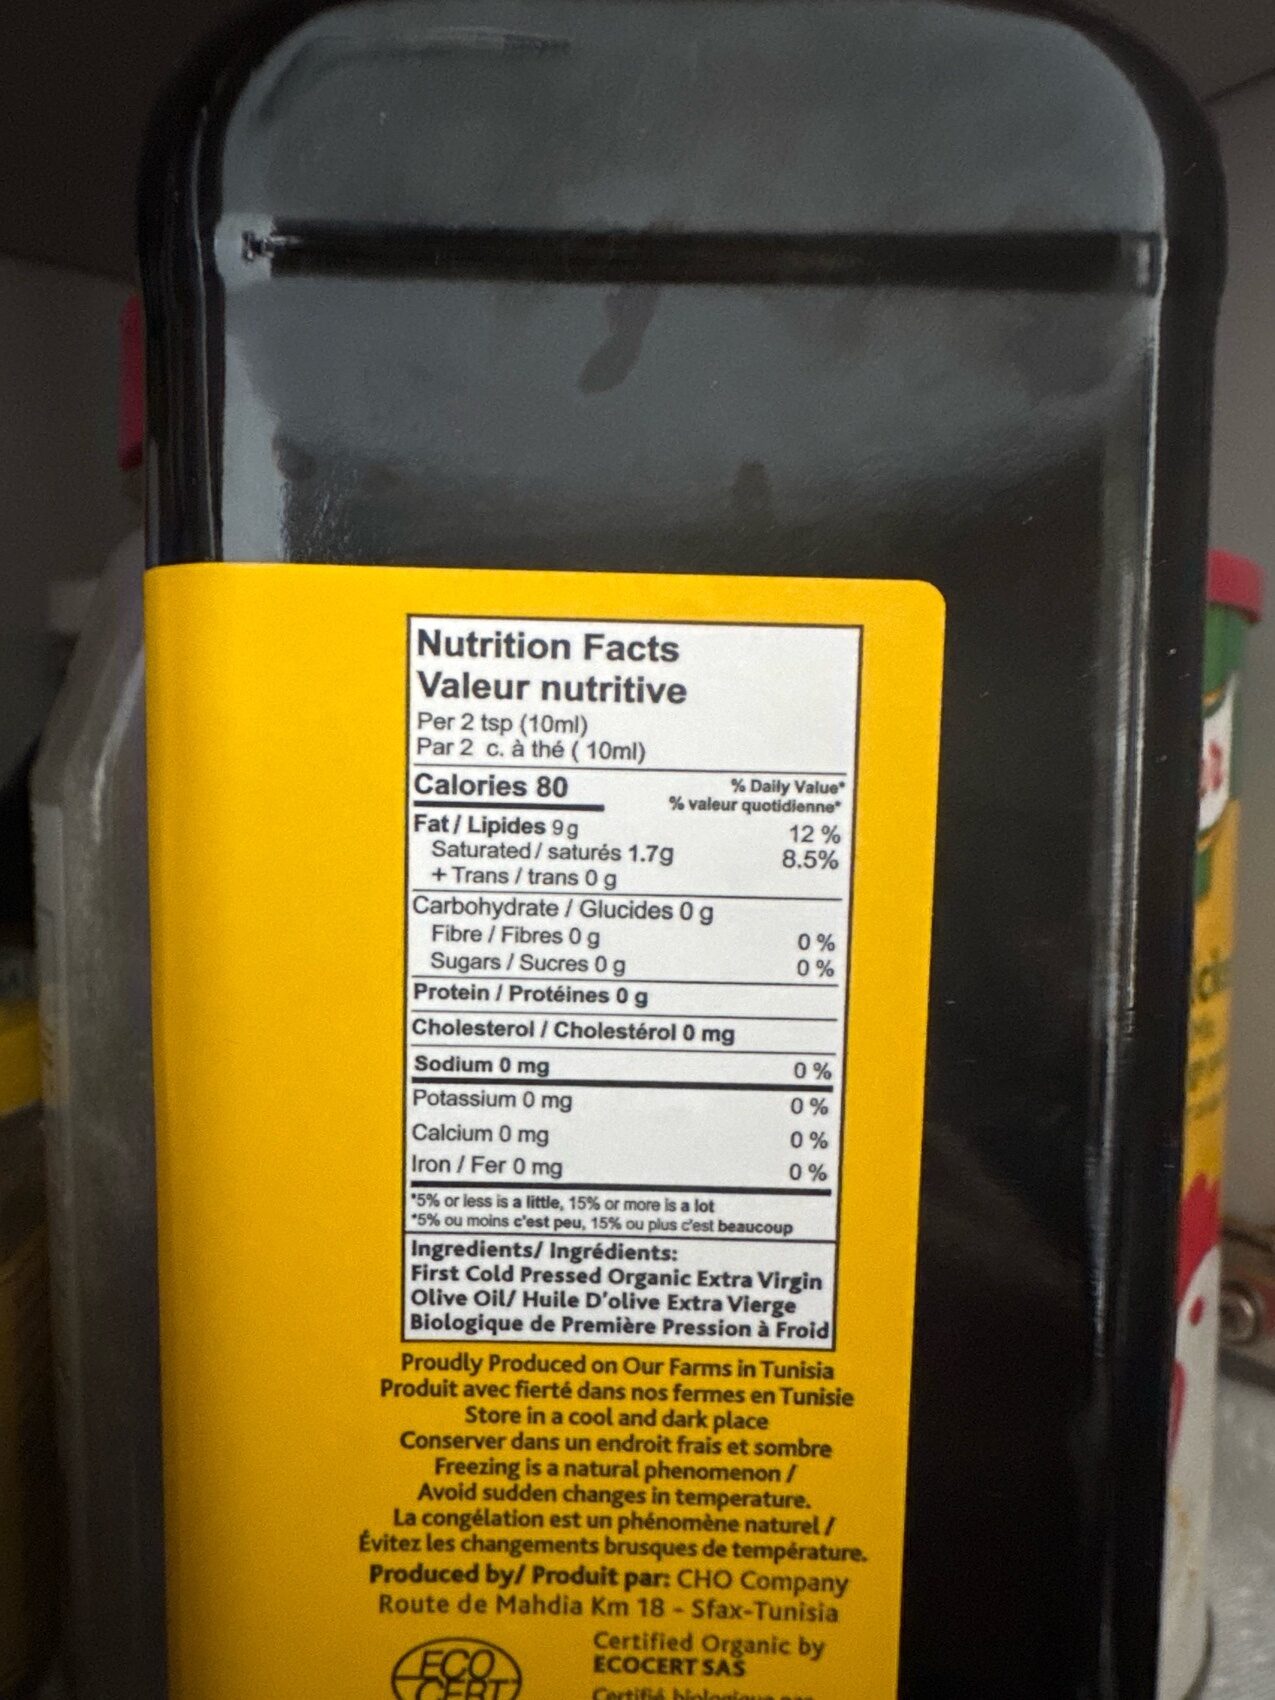 Nutrition Facts
Valeur nutritive
Per 2 tsp (10ml)
Par 2 c. à thé ( 10ml)
Calories 80
% Daily Value*
% valeur quotidienne*
Fat / Lipides 9 g 12 %
Saturated / saturés 1.7g 8.5%
+ Trans / trans 0 g
Carbohydrate / Glucides 0 g
Fibre / Fibres 0 g 0 %
Sugars / Sucres 0 g 0 %
Protein / Protéines 0 g
Cholesterol / Cholestérol 0 mg
Sodium 0 mg 0 %
Potassium 0 mg 0 %
Calcium 0 mg 0 %
Iron / Fer 0 mg 0 %
*5% or less is a little, 15% or more is a lot
*5% ou moins c'est peu, 15% ou plus c'est beaucoup
Ingredients/ Ingrédients:
First Cold Pressed Organic Extra Virgin
Olive Oil/ Huile D'olive Extra Vierge
Biologique de Première Pression à Froid
Proudly Produced on Our Farms in Tunisia
Produit avec fierté dans nos fermes en Tunisie
Store in a cool and dark place
Conserver dans un endroit frais et sombre
Freezing is a natural phenomenon /
Avoid sudden changes in temperature.
La congélation est un phénomène naturel /
Évitez les changements brusques de température.
Produced by/ Produit par: CHO Company
Route de Mahdia Km 18 - Sfax-Tunisia
Certified Organic by
ECOCERT SAS
Certifié biologique par
ECO
CERT